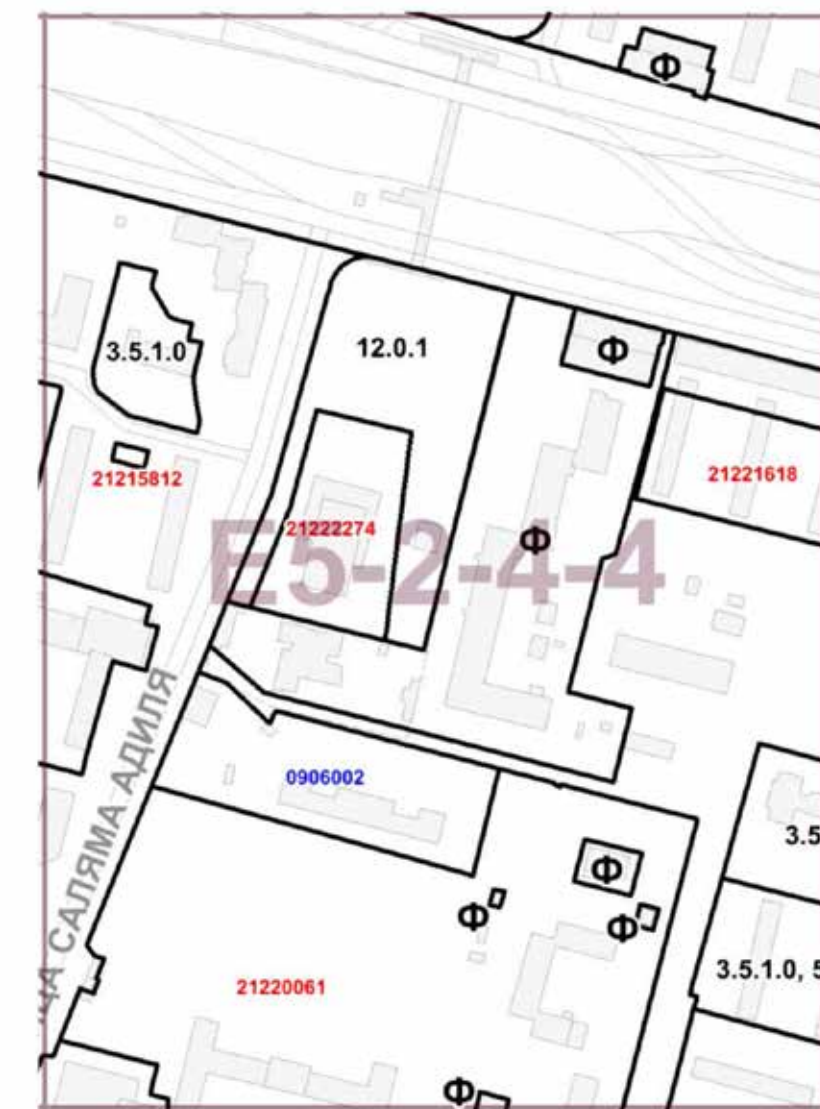 Ф
3.5.1.0
12.0.1
Ф
21215812
21221618
21222274
Ф
E5-2-4-4
ЦА САЛЯМА АДИЛЯ
0906002
3.5
Ф
Ф
Ф
3.5.1.0, 5
21220061
Ф